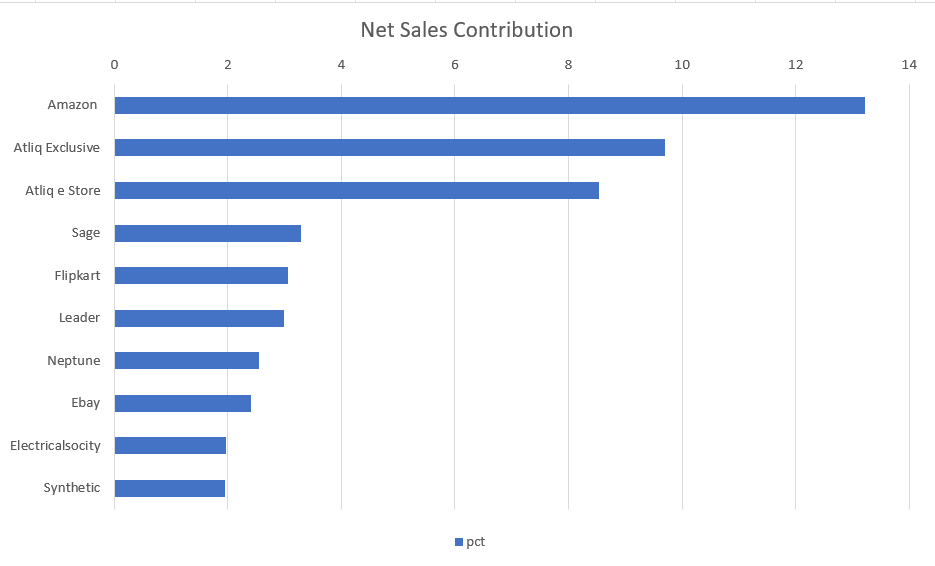 Net Sales Contribution
0 2 4 6 8 10 12 14
Amazon
Atliq Exclusive
Atliq e Store
Sage
Flipkart
Leader
Neptune
Ebay
Electricalsocity
Synthetic
pct